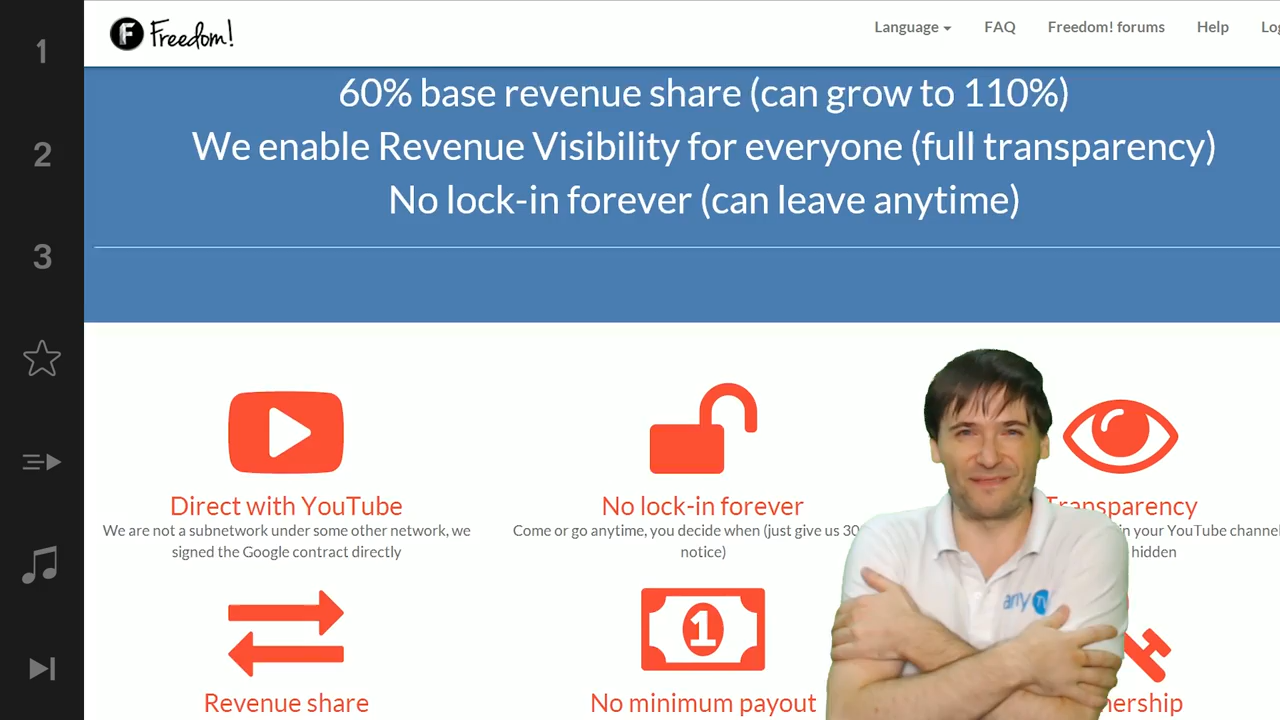 1
2
3
F Freedom!
Language FAQ Freedom! forums Help
60% base revenue share (can grow to 110%)
We enable Revenue Visibility for everyone (full transparency)
No lock-in forever (can leave anytime)
Direct with YouTube
We are not a subnetwork under some other network, we
signed the Google contract directly
No lock-in forever
Come or go anytime, you decide when (just give us 30
notice)
Transparency
in your YouTube channel
hidden
any TV
Revenue share
1
No minimum payout